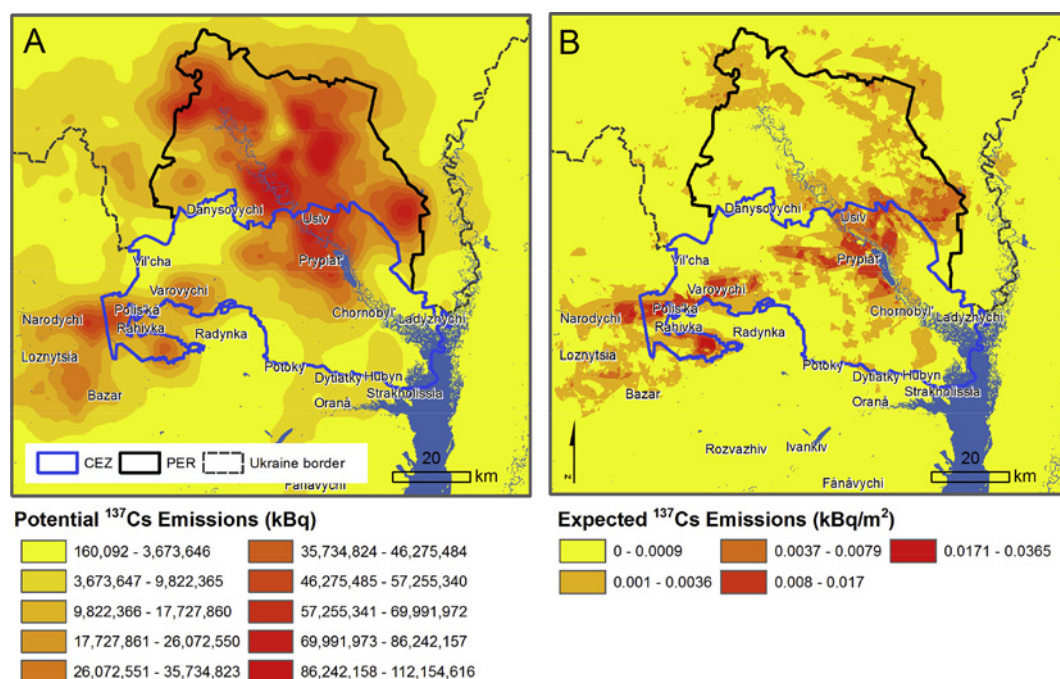 A
Danysovychi
Usiv
Vil'cha
Prypiat'
Varovychi
Narodychi
Polis'ka
Chornobyl'
Ladyzhychi
Rahivka
Radynka
Loznytsia
Potoky
Hubyn
Dytiatky
Bazar
Strakholissia
Orane
CEZ
PER
Ukraine border
20
km
Fanavychi
B
Danysovychi
Usiv
Prypiat'
Vil'cha
Varovychi
Polis'ka
Chornobyl'
Ladyzhychi
Narodychi
Rahivka
Radynka
Loznytsia
Potoky
Dytiatky
Hubyn
Bazar
Strakholissia
Orane
Rozvazhiv
Ivankiv
20
km
Fánàvychi
z
Potential ¹³⁷Cs Emissions (kBq)
160,092 - 3,673,646
3,673,647 - 9,822,365
9,822,366 - 17,727,860
17,727,861 - 26,072,550
26,072,551 - 35,734,823
35,734,824 - 46,275,484
46,275,485 - 57,255,340
57,255,341 - 69,991,972
69,991,973 - 86,242,157
86,242,158 - 112,154,616
Expected ¹³⁷Cs Emissions (kBq/m²)
0 - 0.0009
0.001 - 0.0036
0.0037 - 0.0079
0.008 - 0.017
0.0171 - 0.0365